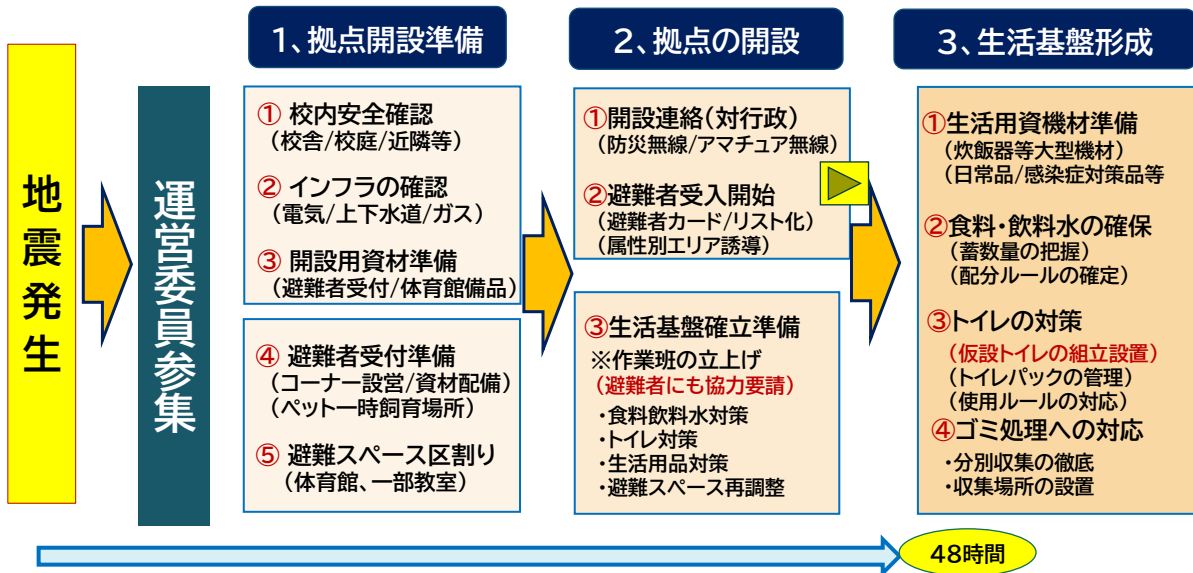 地震発生
運営委員参集
1、拠点開設準備
① 校内安全確認
(校舎/校庭/近隣等)
② インフラの確認
(電気/上下水道/ガス)
③ 開設用資材準備
(避難者受付/体育館備品)
④ 避難者受付準備
(コーナー設営/資材配備)
(ペット一時飼育場所)
⑤ 避難スペース区割り
(体育館、一部教室)
2、拠点の開設
①開設連絡(対行政)
(防災無線/アマチュア無線)
②避難者受入開始
(避難者カード/リスト化)
(属性別エリア誘導)
③生活基盤確立準備
※作業班の立上げ
(避難者にも協力要請)
・食料飲料水対策
・トイレ対策
・生活用品対策
・避難スペース再調整
3、生活基盤形成
①生活用資機材準備
(炊飯器等大型機材)
(日常品/感染症対策品等
②食料・飲料水の確保
(蓄数量の把握)
(配分ルールの確定)
③トイレの対策
(仮設トイレの組立設置)
(トイレパックの管理)
(使用ルールの対応)
④ゴミ処理への対応
・分別収集の徹底
・収集場所の設置
48時間